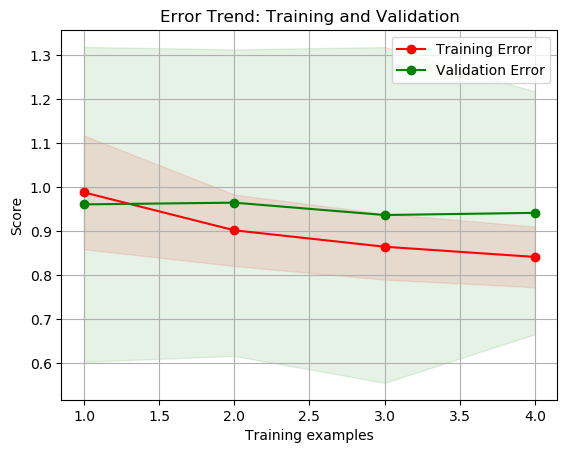 Error Trend: Training and Validation
Training Error
Validation Error
1.3
1.2
1.1
1.0
0.9
0.8
0.7
0.6
Score
1.0 1.5 2.0 2.5 3.0 3.5 4.0
Training examples